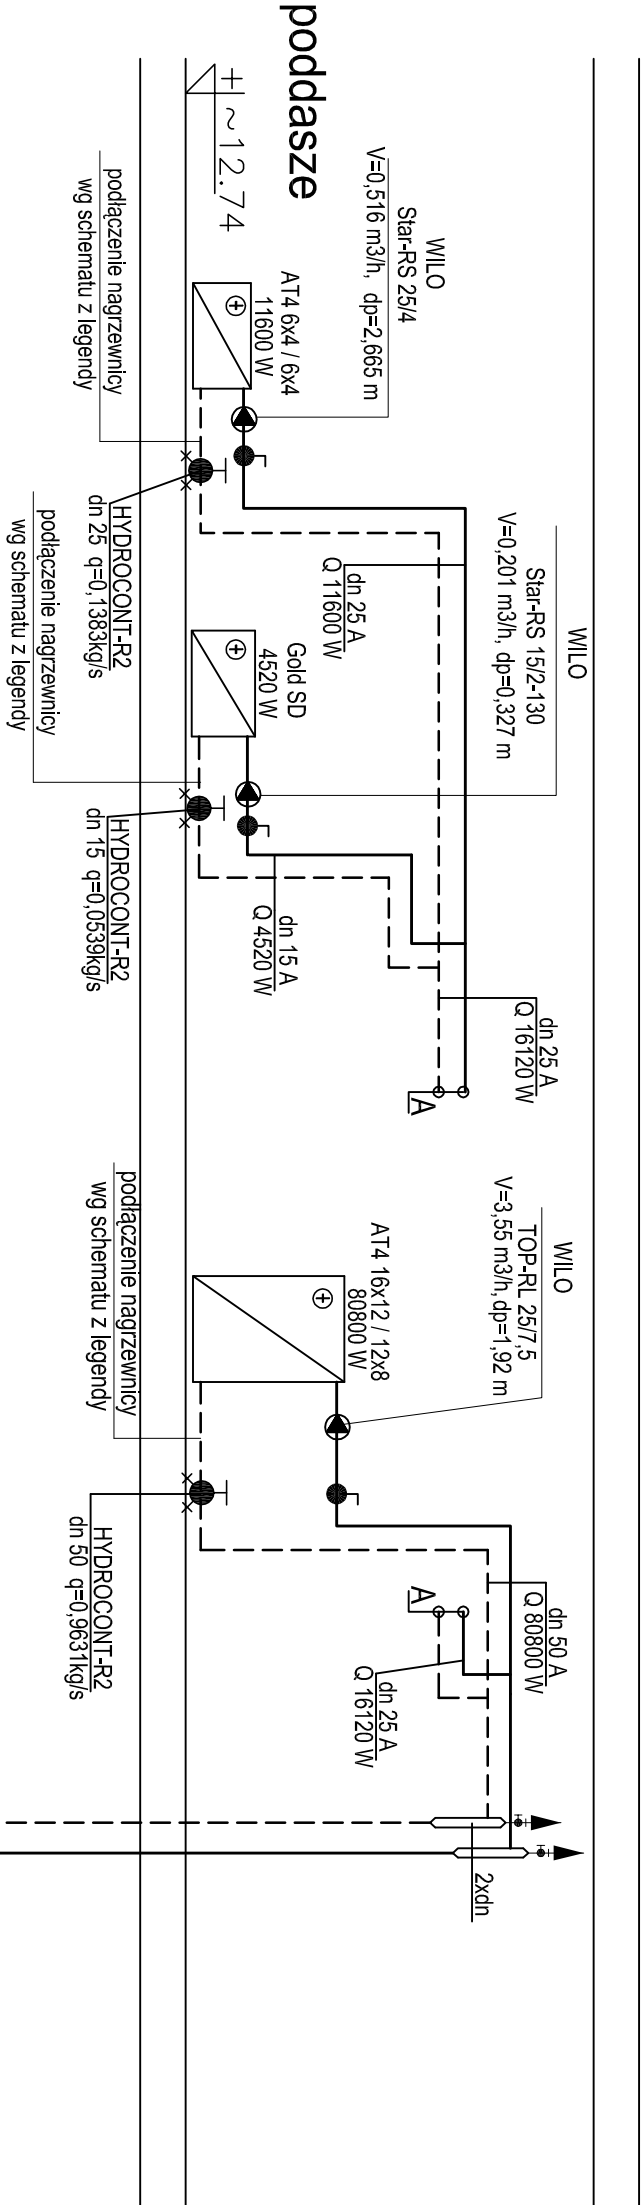 poddasze
+ ~12.74
WILO
Star-RS 25/4
V=0,516 m3/h, dp=2,665 m
AT4 6x4 / 6x4
11600 W
podłączenie nagrzewnicy
wg schematu z legendy
HYDROCONT-R2
dn 25 q=0,1383kg/s
dn 25 A
Q 11600 W
WILO
Star-RS 15/2-130
V=0,201 m3/h, dp=0,327 m
Gold SD
4520 W
podłączenie nagrzewnicy
wg schematu z legendy
HYDROCONT-R2
dn 15 q=0,0539kg/s
dn 15 A
Q 4520 W
dn 25 A
Q 16120 W
A
WILO
TOP-RL 25/7,5
V=3,55 m3/h, dp=1,92 m
AT4 16x12 / 12x8
80800 W
podłączenie nagrzewnicy
wg schematu z legendy
HYDROCONT-R2
dn 50 q=0,9631kg/s
dn 50 A
Q 80800 W
A
dn 25 A
Q 16120 W
2xdn